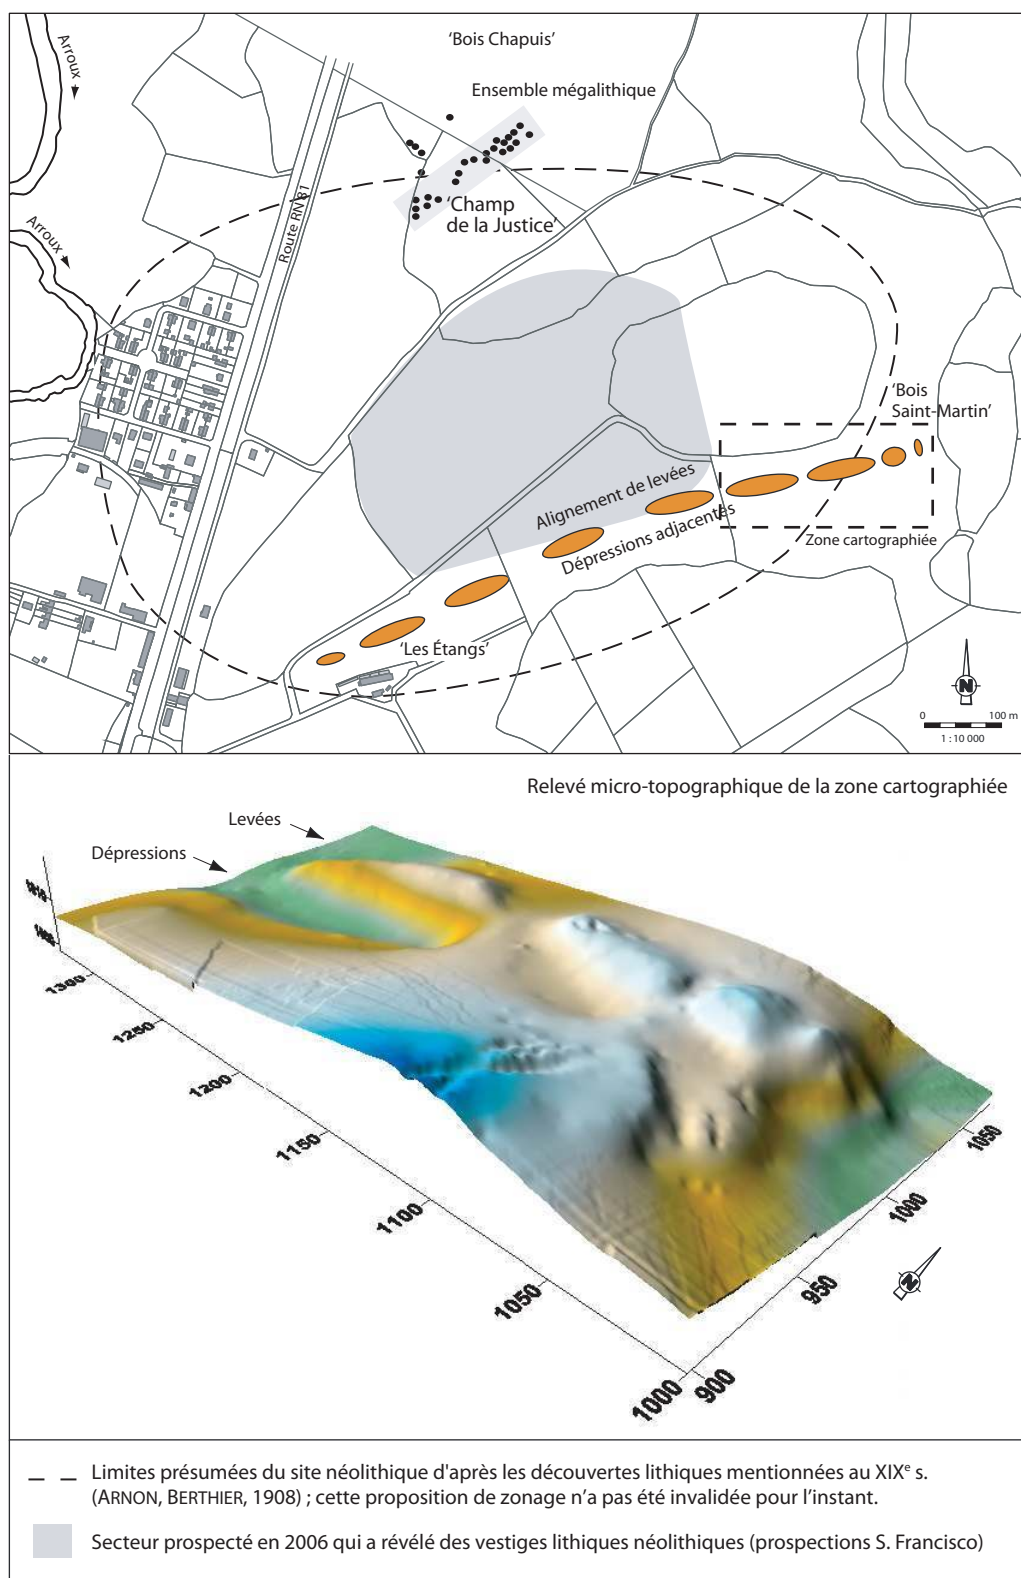 Arroux
'Bois Chapuis'
Ensemble mégalithique
Route RN 81
'Champ
de la Justice'
Arroux
'Bois
Saint-Martin'
Alignement de levées
Dépressions adjacentes
Zone cartographiée
'Les Étangs'
N
0 100 m
1 : 10 000
Relevé micro-topographique de la zone cartographiée
Levées
Dépressions
1300
1250
1200
1150
1100
1050
1000
900
950
1000
1050
N
Limites présumées du site néolithique d'après les découvertes lithiques mentionnées au XIXe s.
(ARNON, BERTHIER, 1908) ; cette proposition de zonage n'a pas été invalidée pour l'instant.
Secteur prospecté en 2006 qui a révélé des vestiges lithiques néolithiques (prospections S. Francisco)